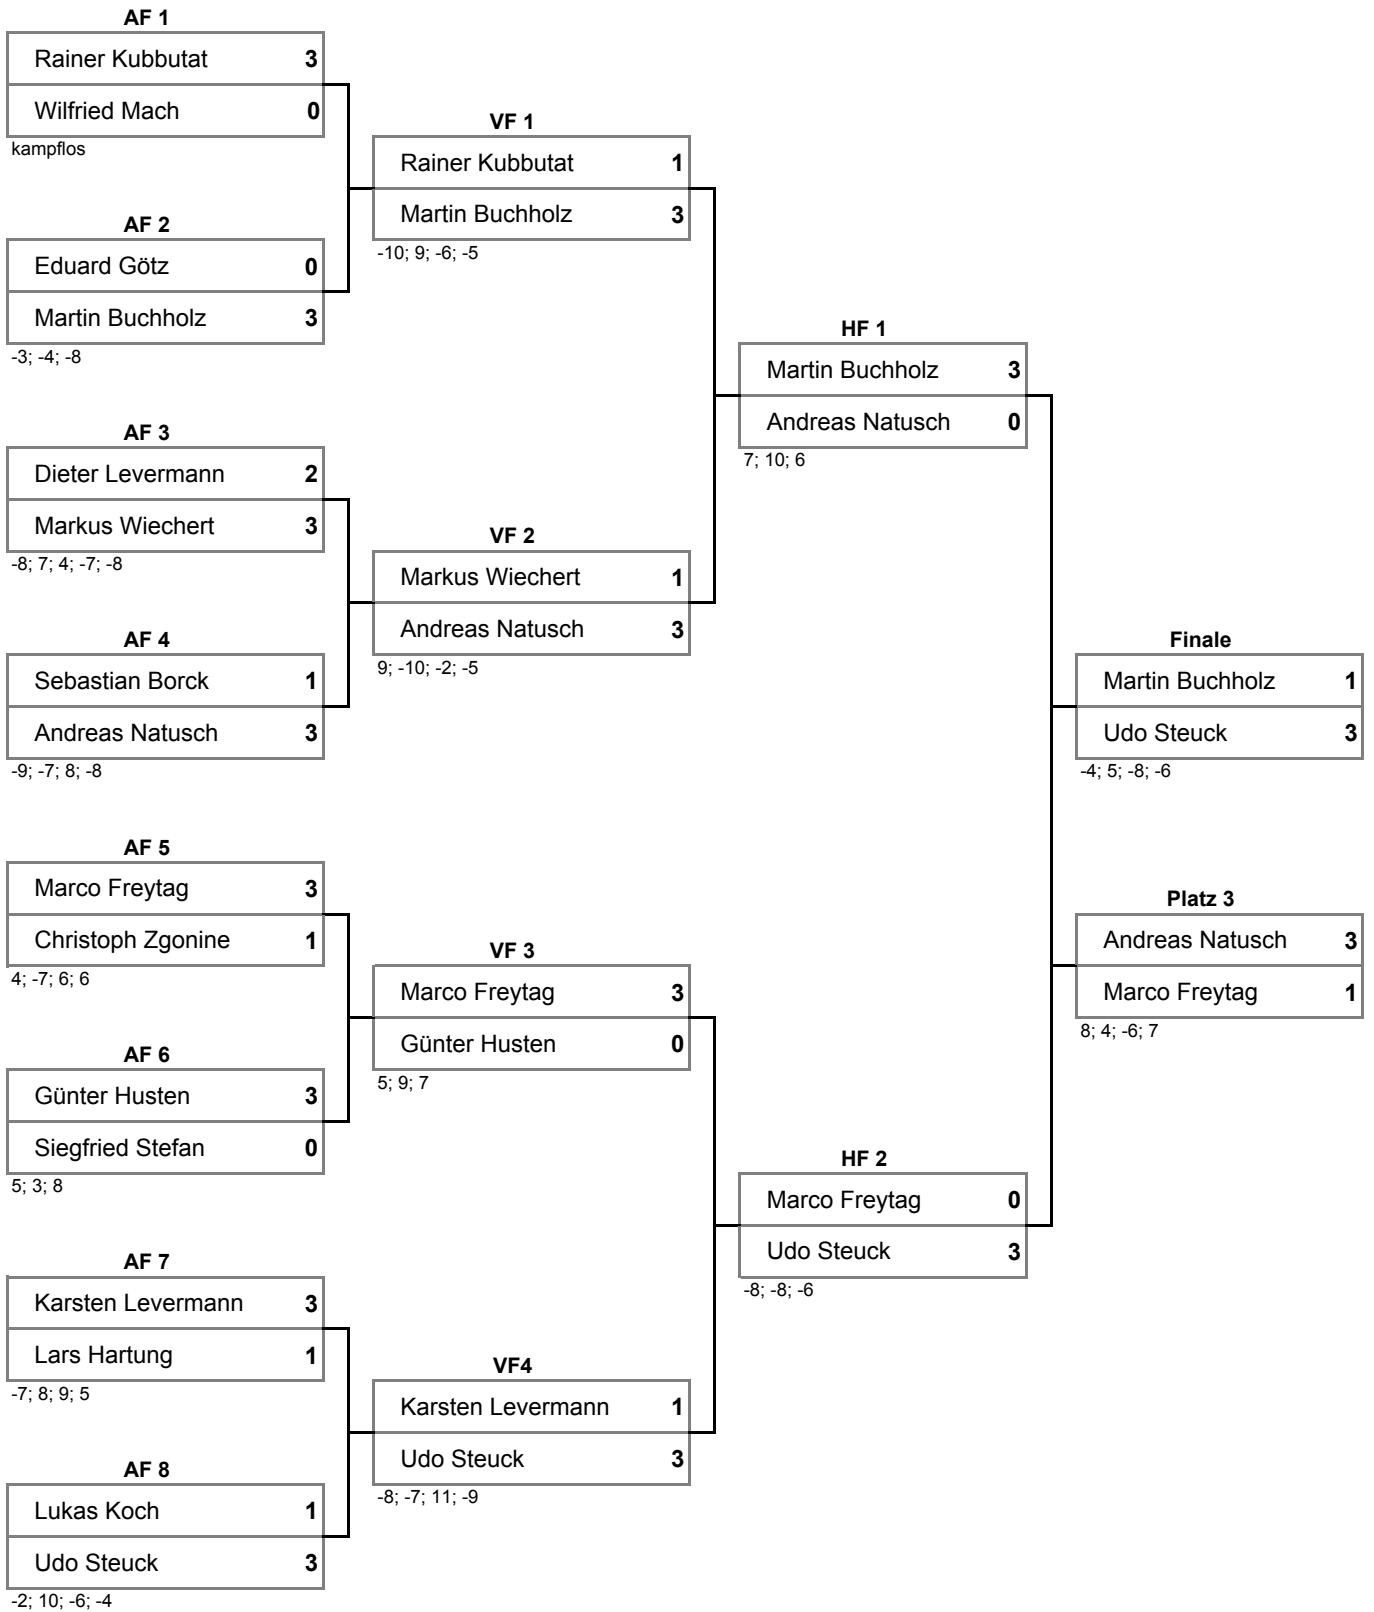 AF 1
Rainer Kubbutat 3
Wilfried Mach 0
kampflos
AF 2
Eduard Götz 0
Martin Buchholz 3
-3; -4; -8
AF 3
Dieter Levermann 2
Markus Wiechert 3
-8; 7; 4; -7; -8
AF 4
Sebastian Borck 1
Andreas Natusch 3
-9; -7; 8; -8
AF 5
Marco Freytag 3
Christoph Zgonine 1
4; -7; 6; 6
AF 6
Günter Husten 3
Siegfried Stefan 0
5; 3; 8
AF 7
Karsten Levermann 3
Lars Hartung 1
-7; 8; 9; 5
AF 8
Lukas Koch 1
Udo Steuck 3
-2; 10; -6; -4
VF 1
Rainer Kubbutat 1
Martin Buchholz 3
-10; 9; -6; -5
VF 2
Markus Wiechert 1
Andreas Natusch 3
9; -10; -2; -5
VF 3
Marco Freytag 3
Günter Husten 0
5; 9; 7
VF4
Karsten Levermann 1
Udo Steuck 3
-8; -7; 11; -9
HF 1
Martin Buchholz 3
Andreas Natusch 0
7; 10; 6
HF 2
Marco Freytag 0
Udo Steuck 3
-8; -8; -6
Finale
Martin Buchholz 1
Udo Steuck 3
-4; 5; -8; -6
Platz 3
Andreas Natusch 3
Marco Freytag 1
8; 4; -6; 7